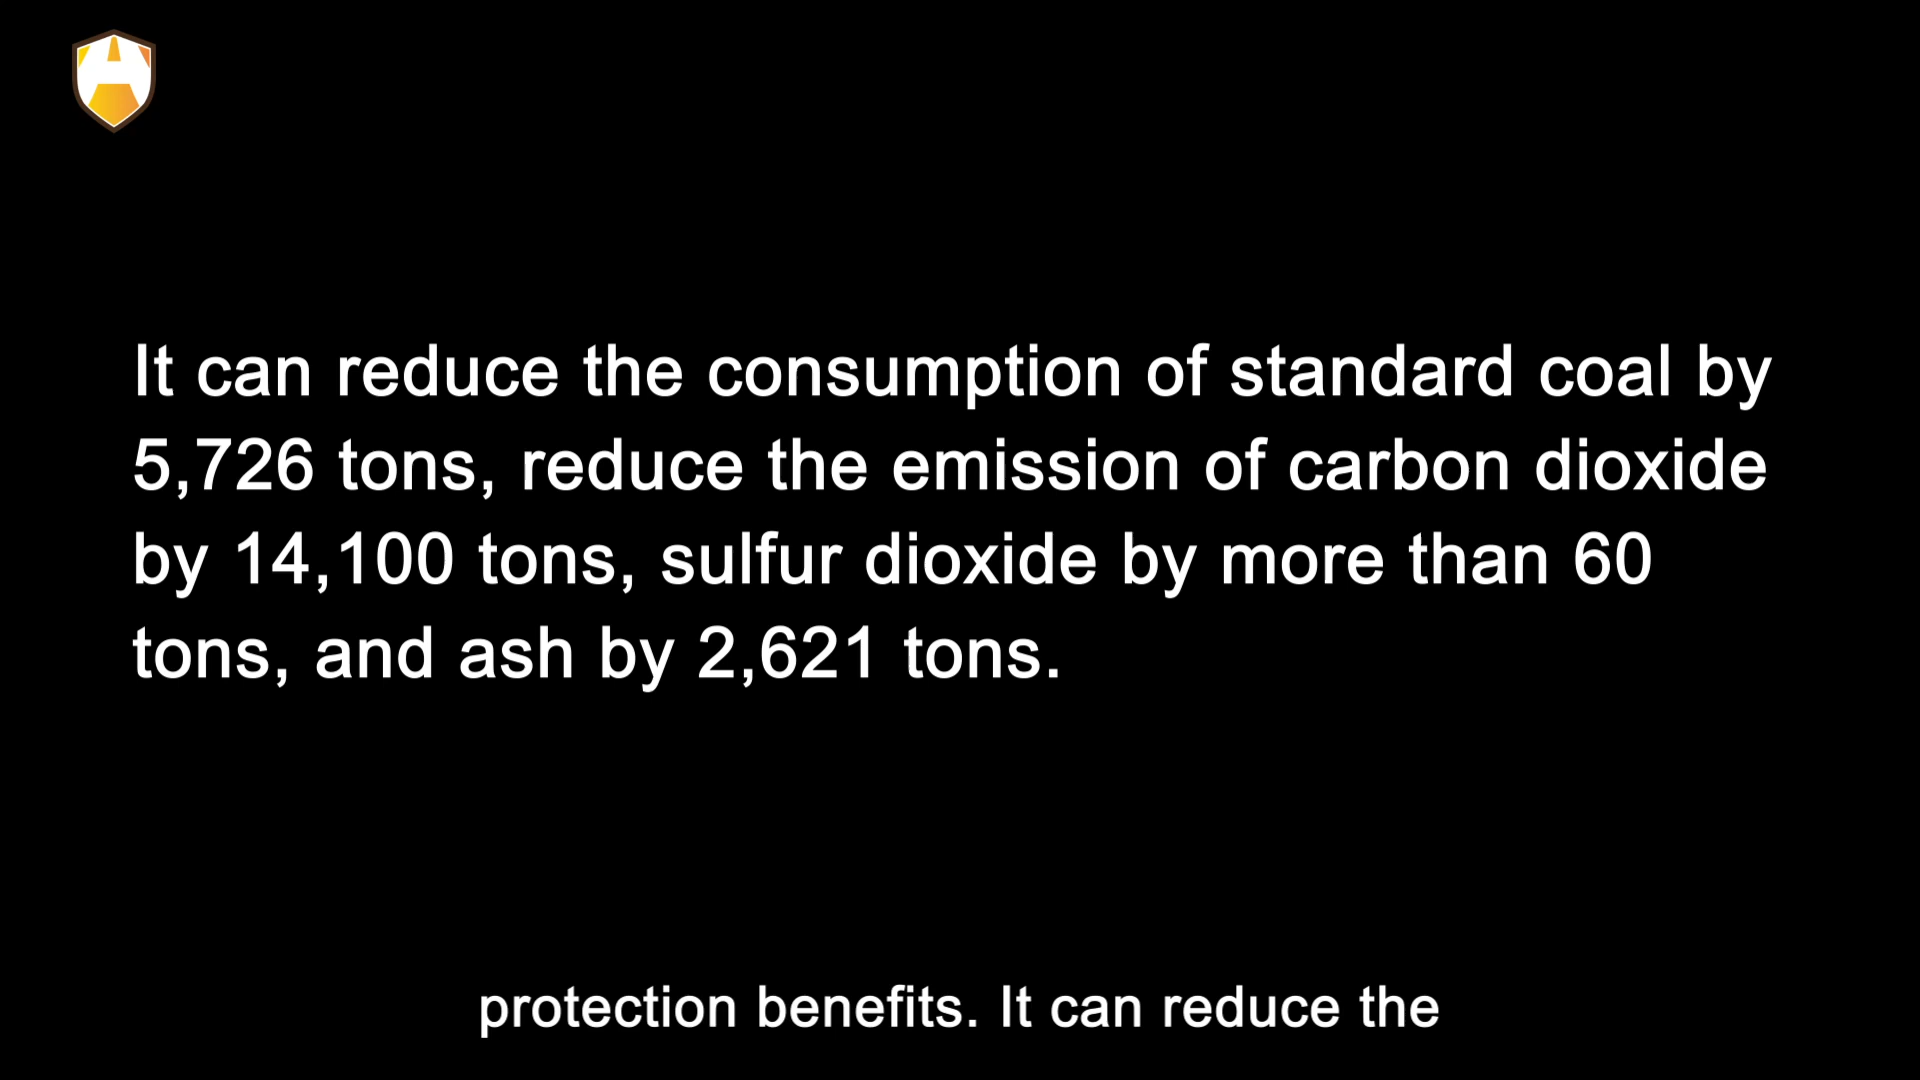 It can reduce the consumption of standard coal by
5,726 tons, reduce the emission of carbon dioxide
by 14,100 tons, sulfur dioxide by more than 60
tons, and ash by 2,621 tons.
protection benefits. It can reduce the